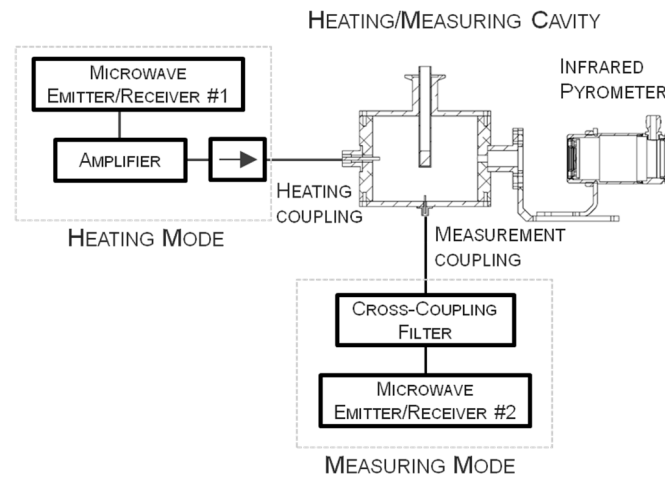 HEATING/MEASURING CAVITY
MICROWAVE
EMITTER/RECEIVER #1
AMPLIFIER
HEATING MODE
HEATING
COUPLING
INFRARED
PYROMETER
MEASUREMENT
COUPLING
CROSS-COUPLING
FILTER
MICROWAVE
EMITTER/RECEIVER #2
MEASURING MODE